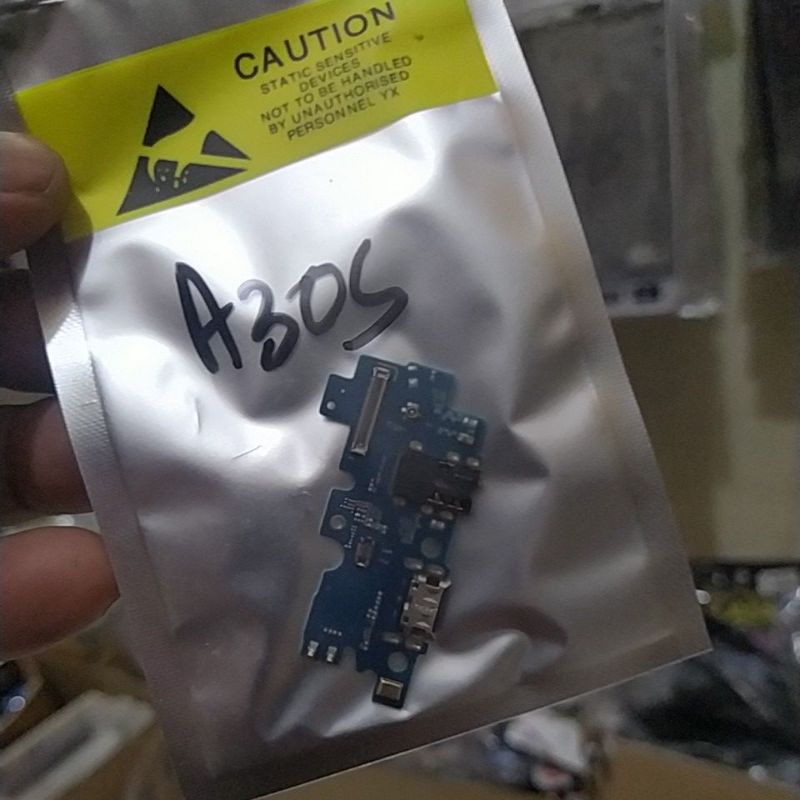 CAUTION
STATIC SENSITIVE
DEVICES
NOT TO BE HANDLED
BY UNAUTHORISED
PERSONNEL YX
A30S